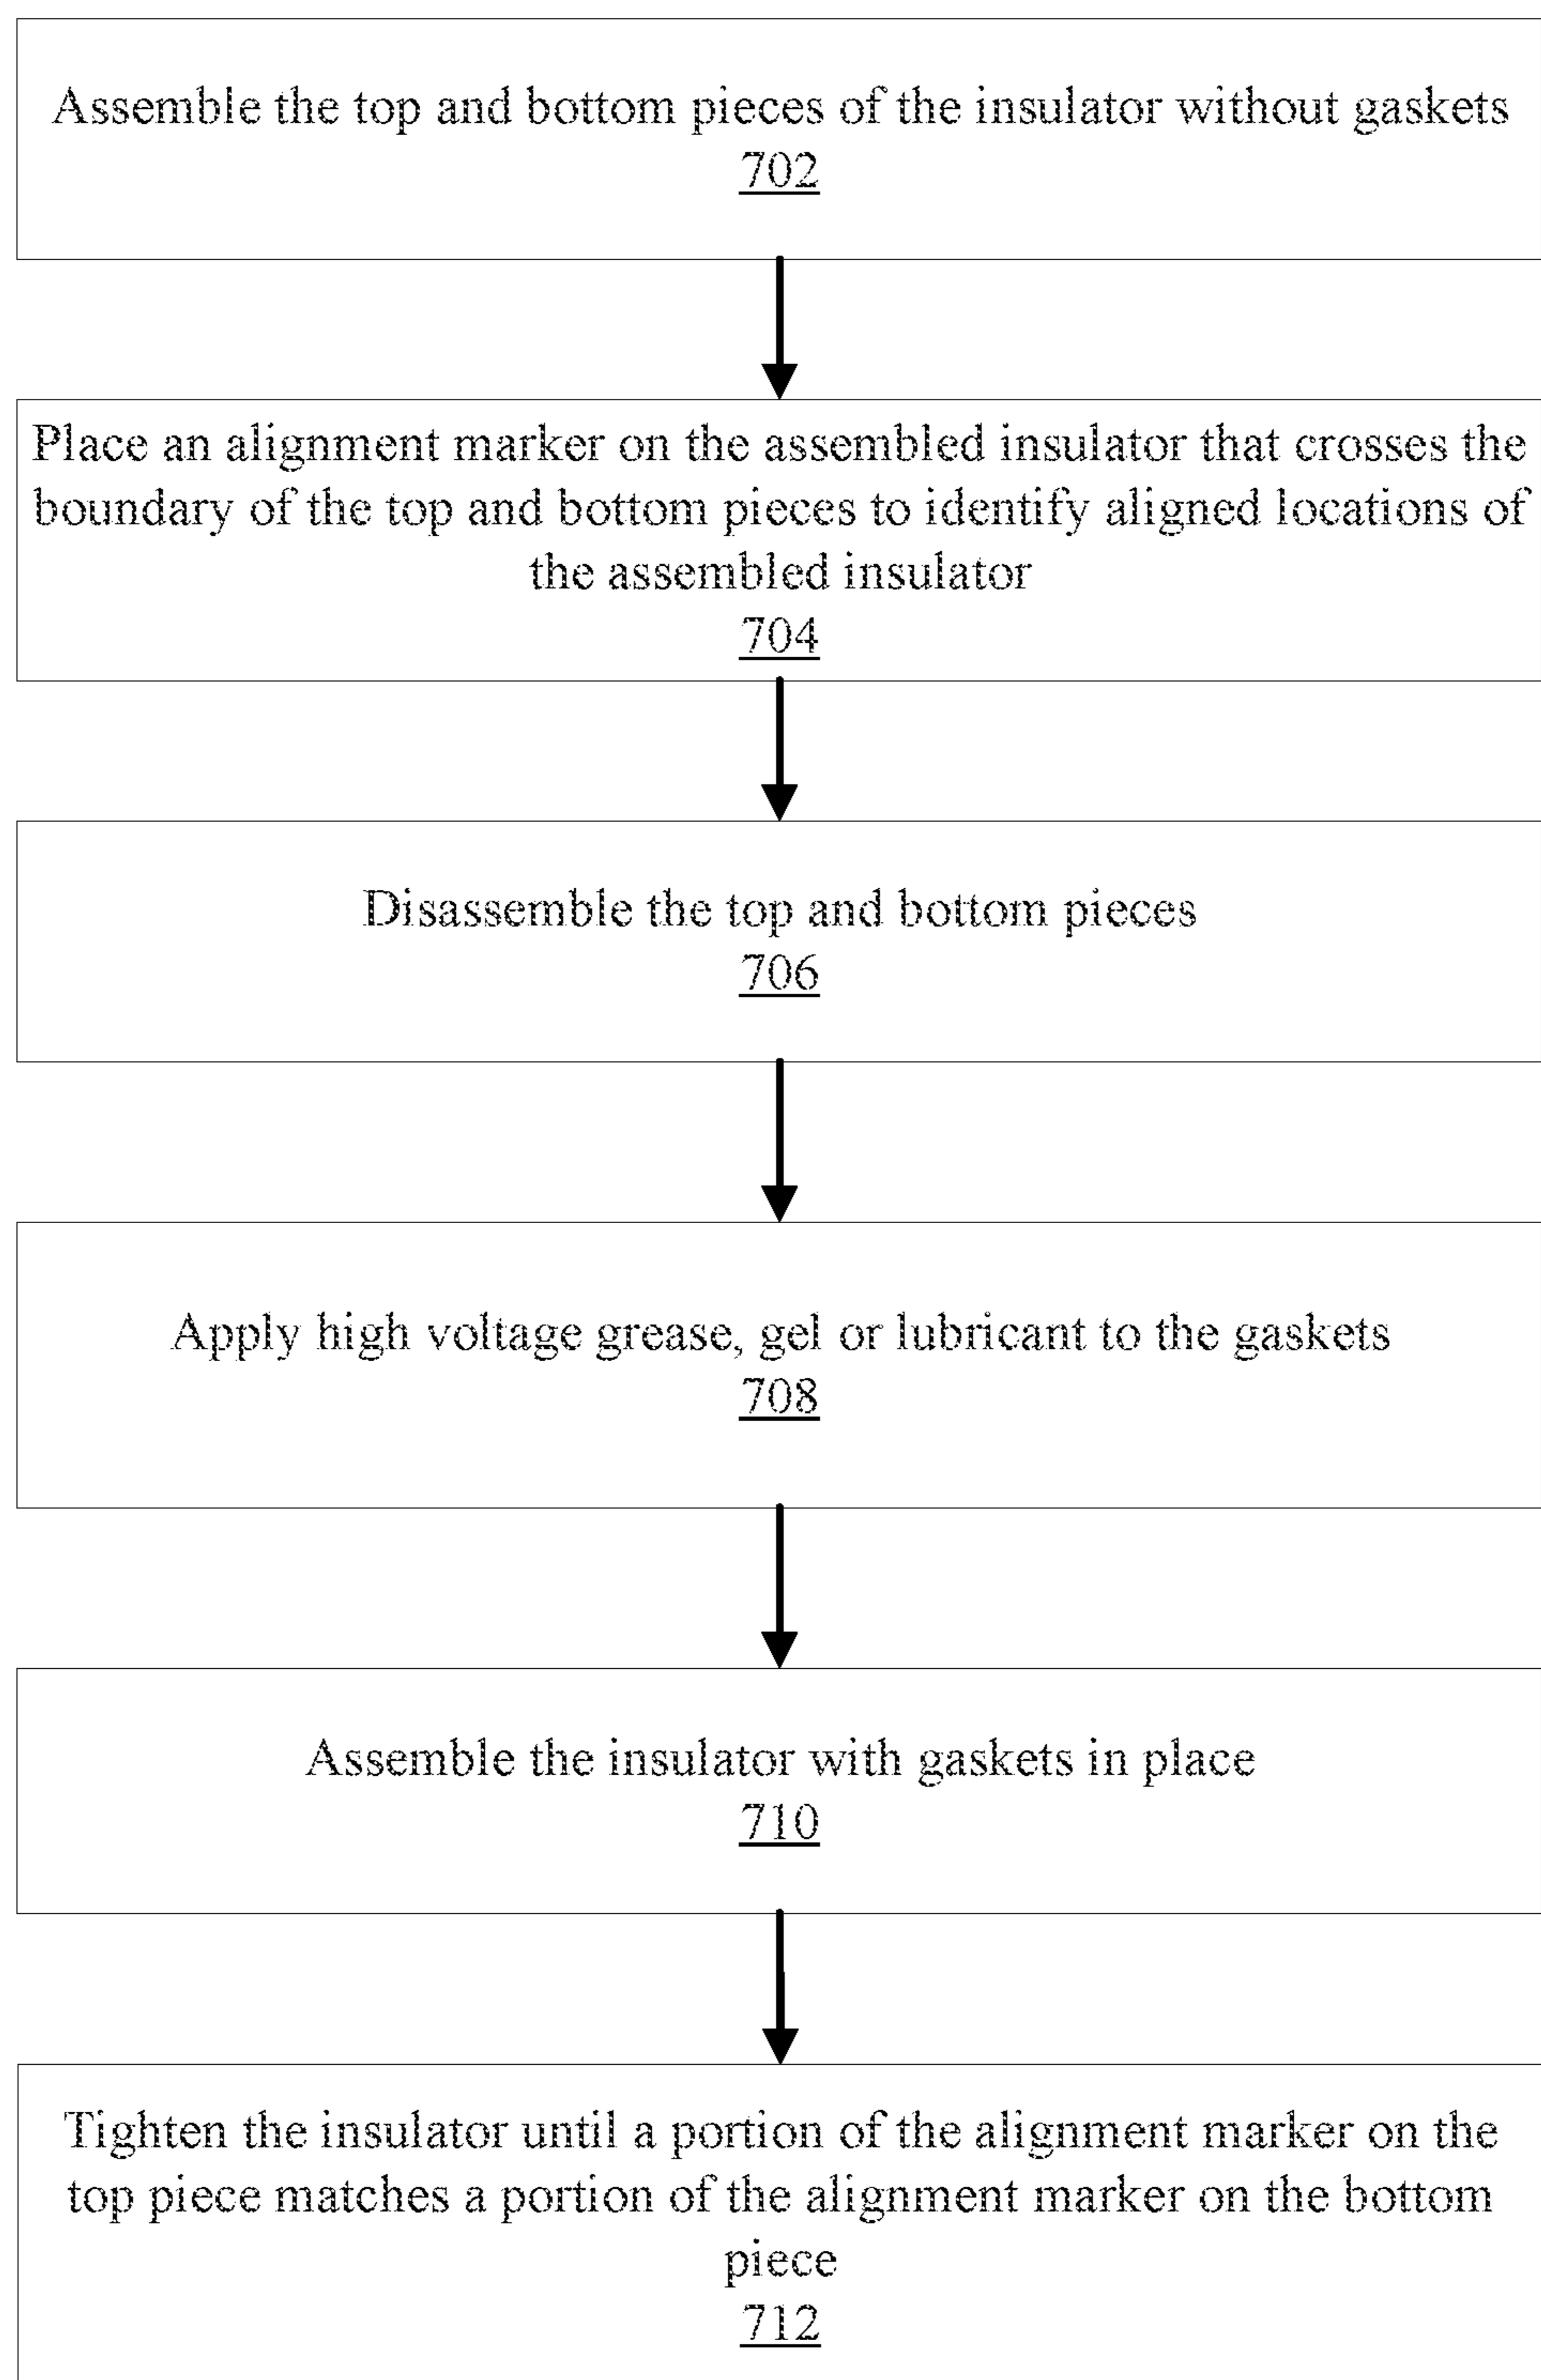 Assemble the top and bottom pieces of the insulator without gaskets
702
Place an alignment marker on the assembled insulator that crosses the
boundary of the top and bottom pieces to identify aligned locations of
the assembled insulator
704
Disassemble the top and bottom pieces
706
Apply high voltage grease, gel or lubricant to the gaskets
708
Assemble the insulator with gaskets in place
710
Tighten the insulator until a portion of the alignment marker on the
top piece matches a portion of the alignment marker on the bottom
piece
712